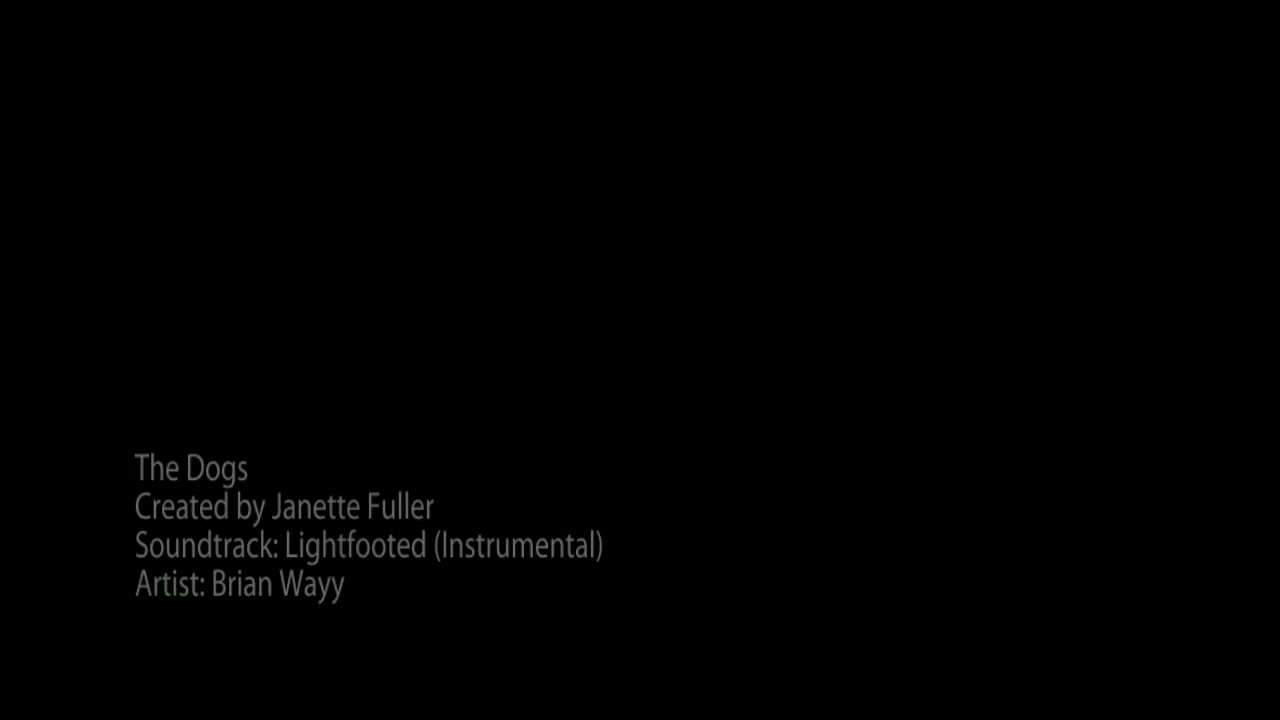 The Dogs
Created by Janette Fuller
Soundtrack: Lightfooted (Instrumental)
Artist: Brian Wayy